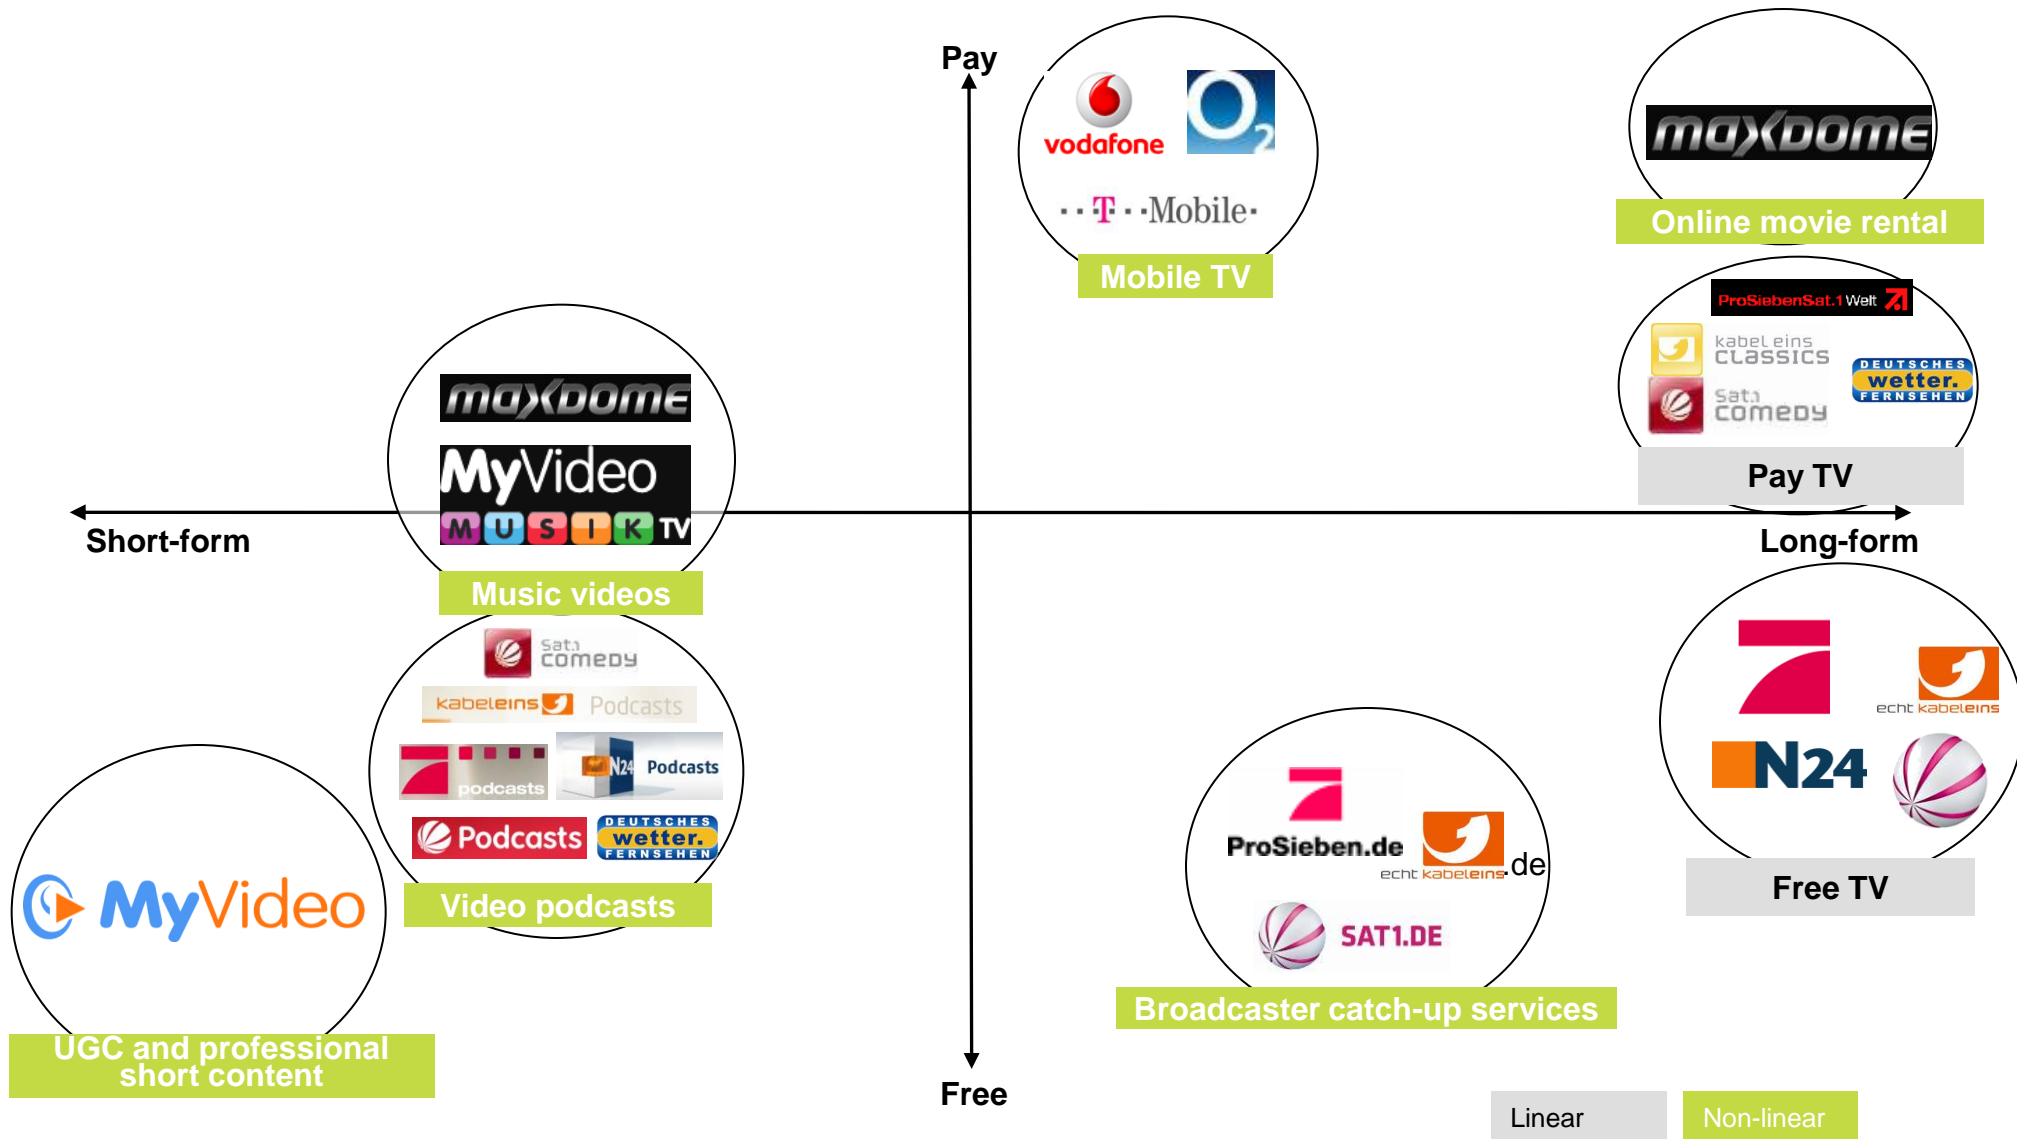 Pay
vodafone
O2
··T··Mobile·
Mobile TV
maxdome
Online movie rental
ProSiebenSat.1 Welt
kabel eins
CLASSICS
DEUTSCHES
wetter.
FERNSEHEN
Sat.1
COMEDY
Pay TV
maxdome
MyVideo
MUSIK TV
Short-form
Long-form
Music videos
Sat.1
COMEDY
kabeleins Podcasts
podcasts
N24 Podcasts
Podcasts
DEUTSCHES
wetter.
FERNSEHEN
Video podcasts
MyVideo
UGC and professional
short content
ProSieben.de
echt kabeleins.de
SAT1.DE
Broadcaster catch-up services
echt kabeleins
N24
Free TV
Free
Linear
Non-linear